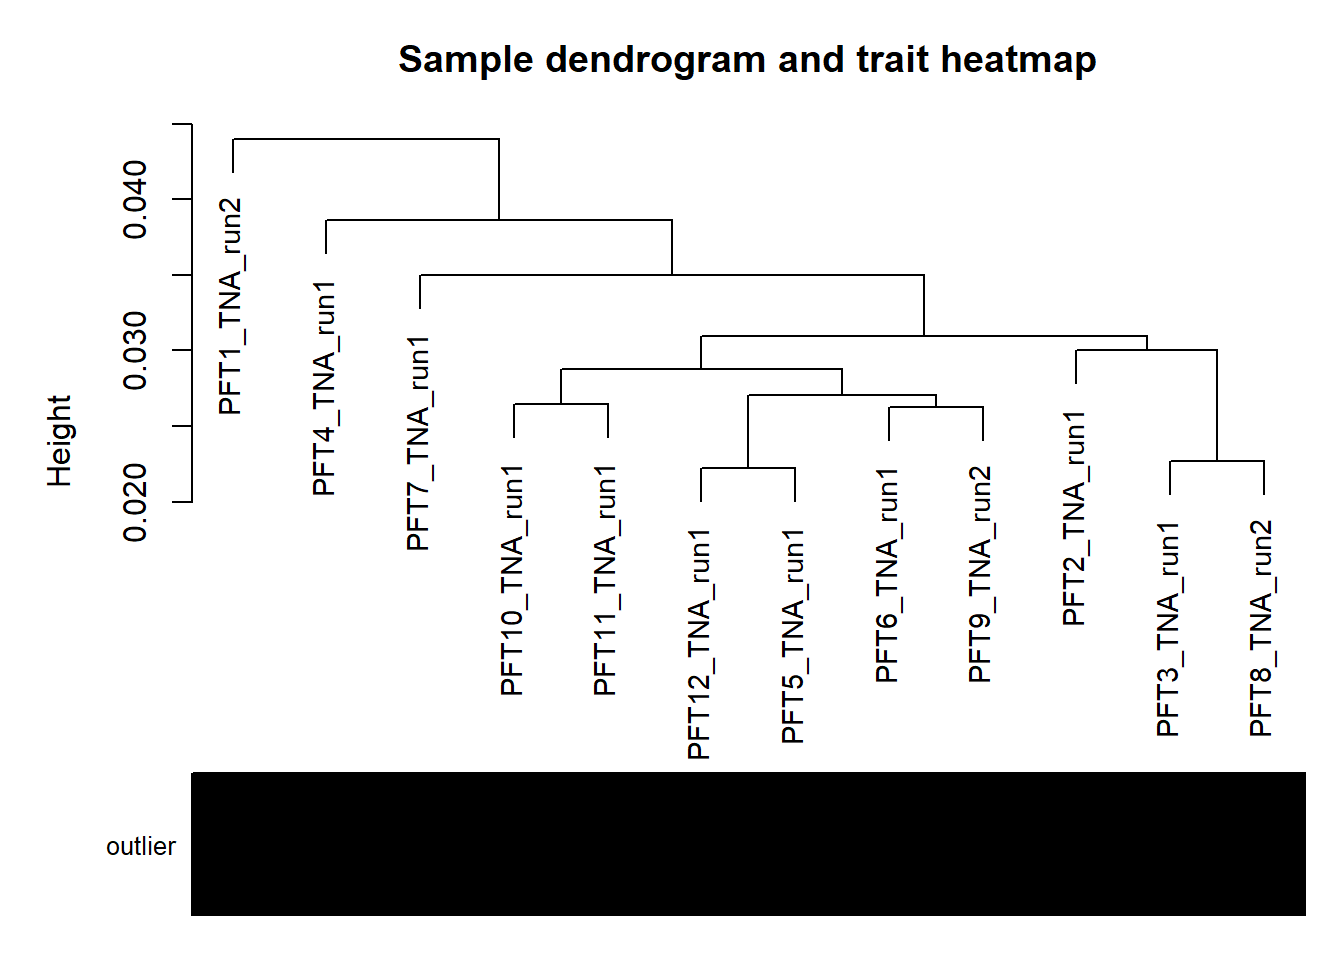 Sample dendrogram and trait heatmap
Height
0.040
0.030
0.020
PFT1_TNA_run2
PFT4_TNA_run1
PFT7_TNA_run1
PFT10_TNA_run1
PFT11_TNA_run1
PFT12_TNA_run1
PFT5_TNA_run1
PFT6_TNA_run1
PFT9_TNA_run2
PFT2_TNA_run1
PFT3_TNA_run1
PFT8_TNA_run2
outlier